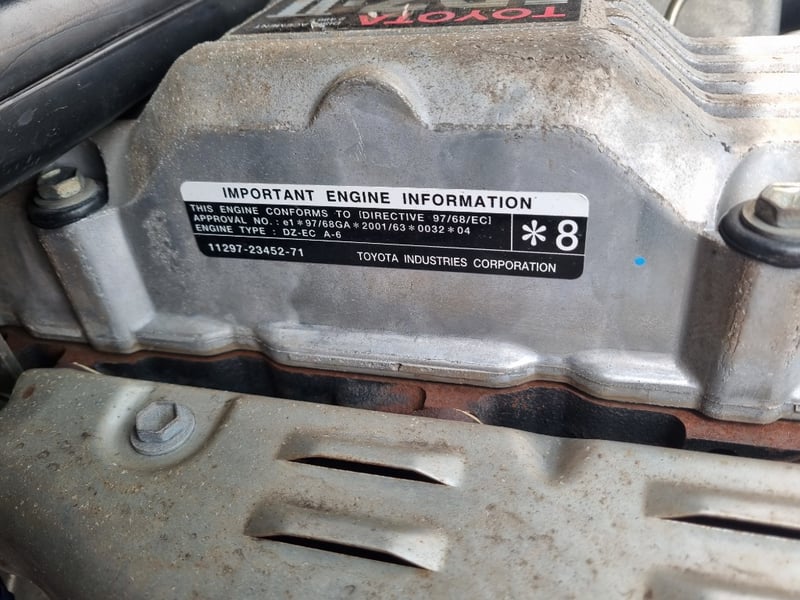 TOYOTA
IMPORTANT ENGINE INFORMATION
THIS ENGINE CONFORMS TO [DIRECTIVE 97/68/EC]
APPROVAL NO. : e1*97/68GA*2001/63*0032*04
ENGINE TYPE : DZ-EC A-6
*8
11297-23452-71 TOYOTA INDUSTRIES CORPORATION